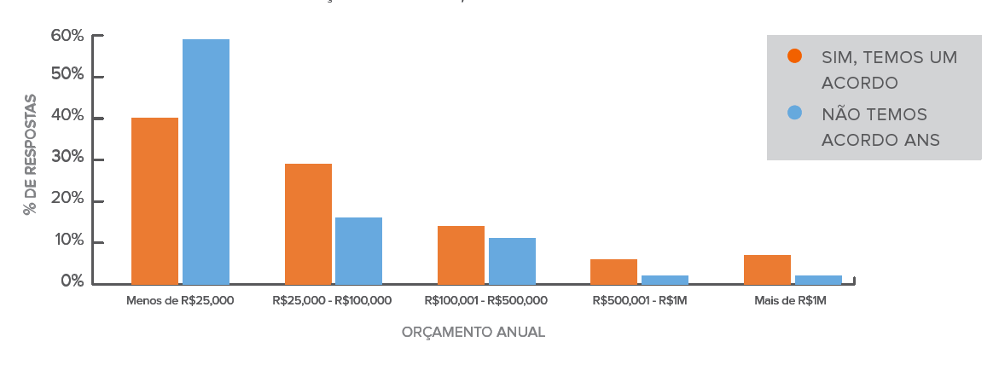 60%
50%
40%
30%
20%
10%
0%
% DE RESPOSTAS
Menos de R$25,000
R$25,000 - R$100,000
R$100,001 - R$500,000
R$500,001 - R$1M
Mais de R$1M
ORÇAMENTO ANUAL
SIM, TEMOS UM
ACORDO
NÃO TEMOS
ACORDO ANS